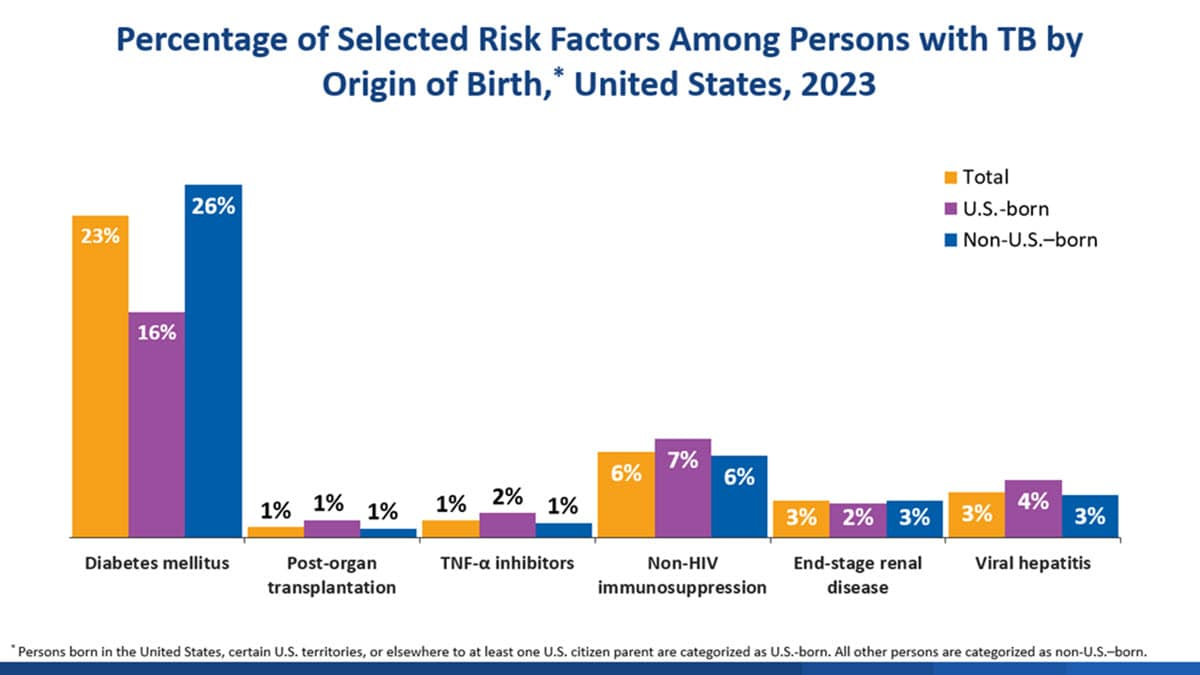 Percentage of Selected Risk Factors Among Persons with TB by
Origin of Birth,* United States, 2023
Total
U.S.-born
Non-U.S.–born
23%
16%
26%
1%
1%
1%
1%
2%
1%
6%
7%
6%
3%
2%
3%
3%
4%
3%
Diabetes mellitus
Post-organ
transplantation
TNF-α inhibitors
Non-HIV
immunosuppression
End-stage renal
disease
Viral hepatitis
* Persons born in the United States, certain U.S. territories, or elsewhere to at least one U.S. citizen parent are categorized as U.S.-born. All other persons are categorized as non-U.S.–born.